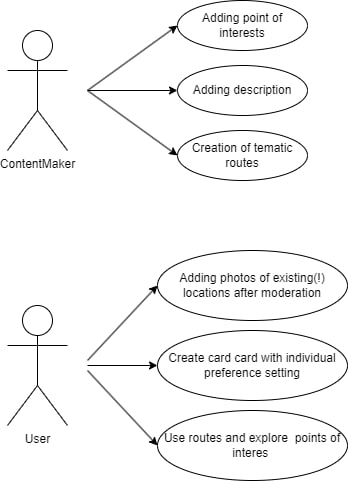 Adding point of
interests
Adding description
Creation of tematic
routes
ContentMaker
Adding photos of existing(!)
locations after moderation
Create card card with individual
preference setting
Use routes and explore  points of
interes
User